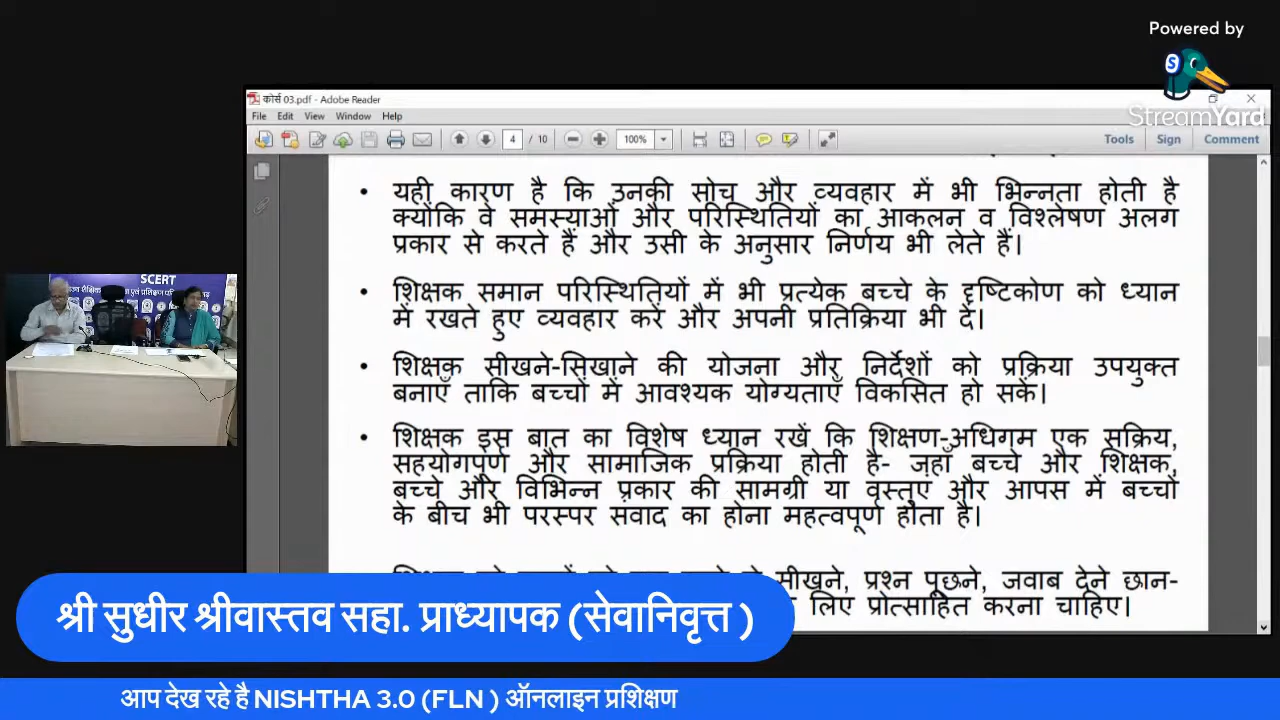 Powered by
StreamYard
कोर्स 03.pdf - Adobe Reader
File Edit View Window Help
4 / 10 100% Tools Sign Comment
• यही कारण है कि उनकी सोच और व्यवहार में भी भिन्नता होती है
क्योंकि वे समस्याओं और परिस्थितियों का आकलन व विश्लेषण अलग
प्रकार से करते हैं और उसी के अनुसार निर्णय भी लेते हैं।
• शिक्षक समान परिस्थितियों में भी प्रत्येक बच्चे के दृष्टिकोण को ध्यान
में रखते हुए व्यवहार करें और अपनी प्रतिक्रिया भी दें।
• शिक्षक सीखने-सिखाने की योजना और निर्देशों को प्रक्रिया उपयुक्त
बनाएँ ताकि बच्चों में आवश्यक योग्यताएँ विकसित हो सकें।
• शिक्षक इस बात का विशेष ध्यान रखें कि शिक्षण-अधिगम एक सक्रिय,
सहयोगपूर्ण और सामाजिक प्रक्रिया होती है- जहाँ बच्चे और शिक्षक,
बच्चे और विभिन्न प्रकार की सामग्री या वस्तुएं और आपस में बच्चों
के बीच भी परस्पर संवाद का होना महत्वपूर्ण होता है।
सीखने, प्रश्न पूछने, जवाब देने छान-
लिए प्रोत्साहित करना चाहिए।
SCERT
श्री सुधीर श्रीवास्तव सहा. प्राध्यापक (सेवानिवृत्त )
आप देख रहे है NISHTHA 3.0 (FLN ) ऑनलाइन प्रशिक्षण